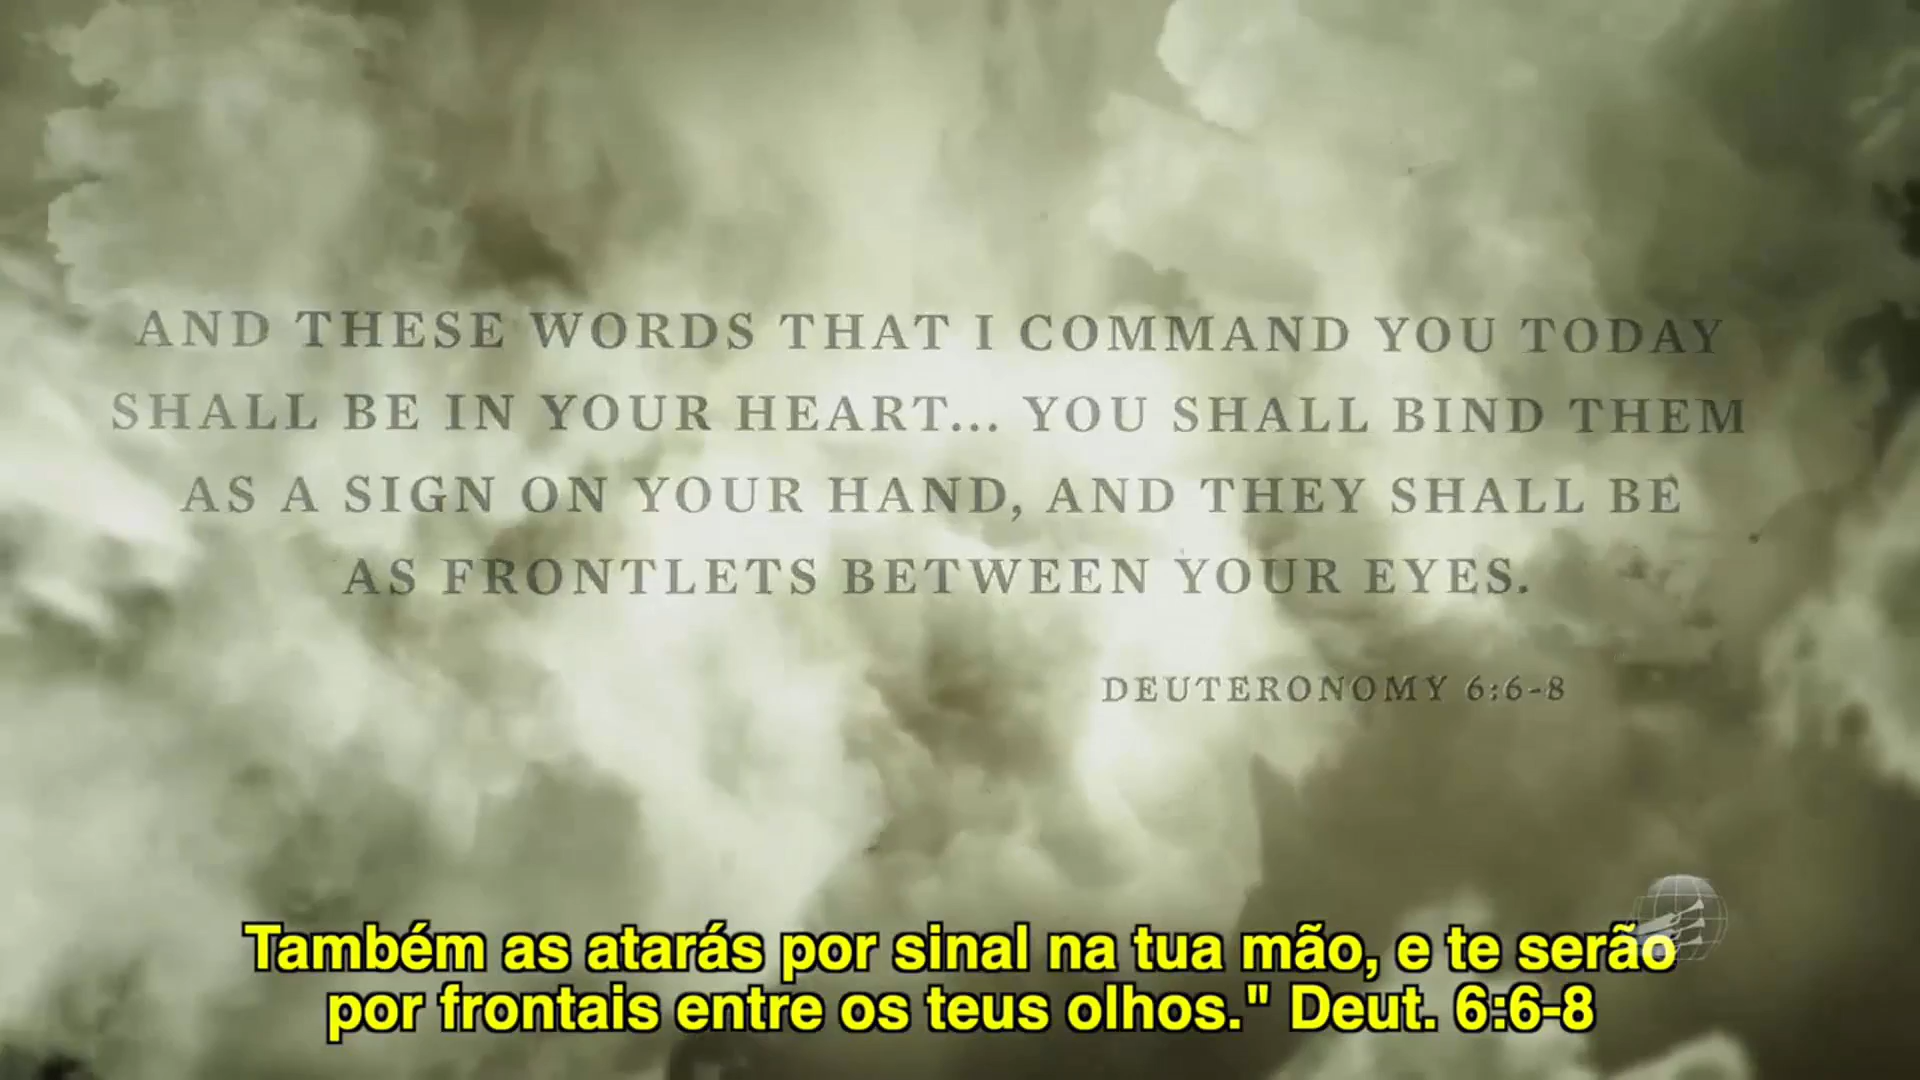 AND THESE WORDS THAT I COMMAND YOU TODAY
SHALL BE IN YOUR HEART... YOU SHALL BIND THEM
AS A SIGN ON YOUR HAND, AND THEY SHALL BE
AS FRONTLETS BETWEEN YOUR EYES.
DEUTERONOMY 6:6-8
Também as atarás por sinal na tua mão, e te serão
por frontais entre os teus olhos." Deut. 6:6-8